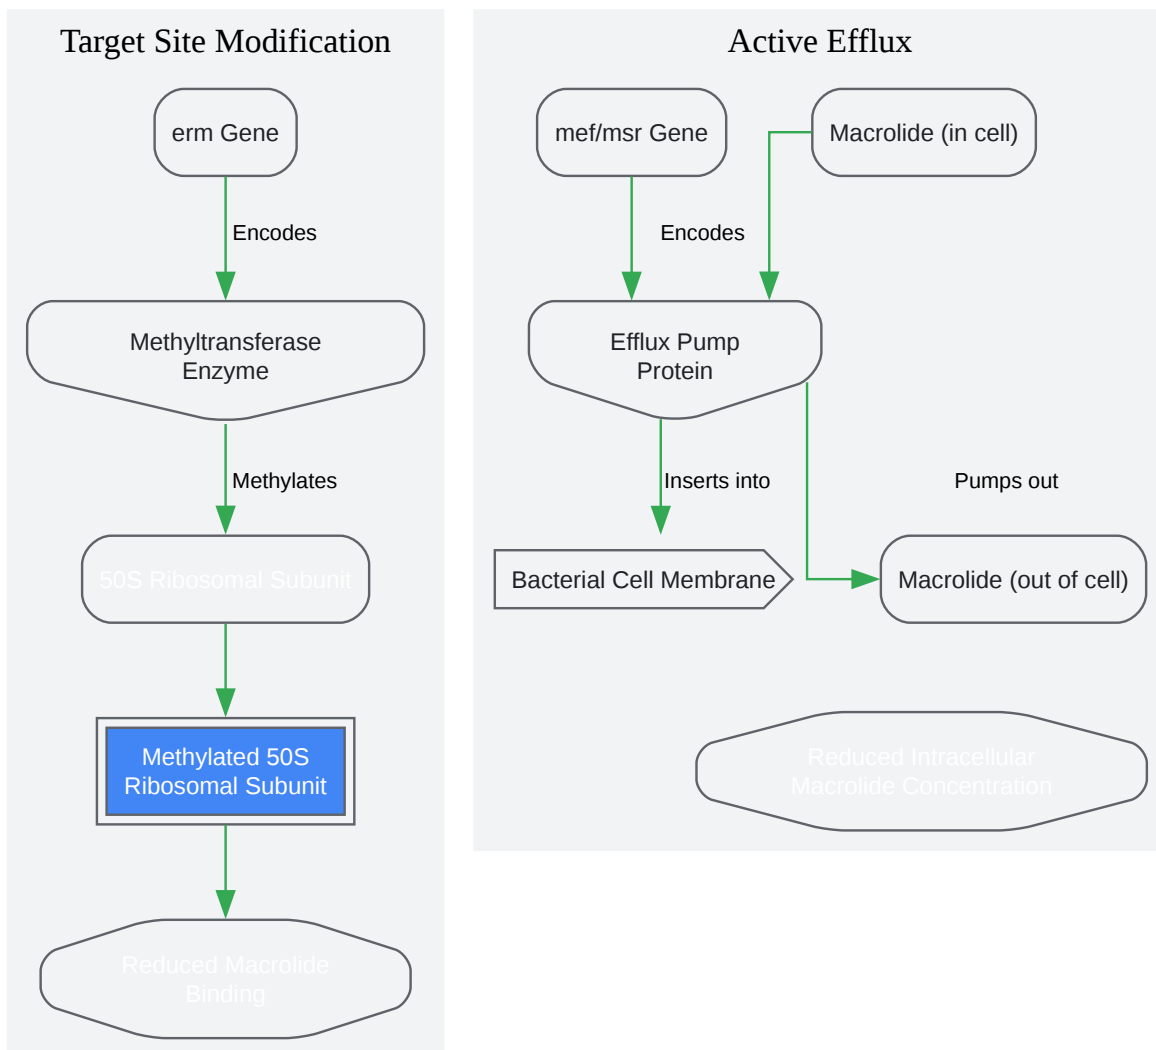 Target Site Modification
erm Gene
Encodes
Methyltransferase
Enzyme
Methylates
50S Ribosomal Subunit
Methylated 50S
Ribosomal Subunit
Reduced Macrolide
Binding
Active Efflux
mef/msr Gene
Macrolide (in cell)
Encodes
Efflux Pump
Protein
Inserts into
Pumps out
Bacterial Cell Membrane
Macrolide (out of cell)
Reduced Intracellular
Macrolide Concentration